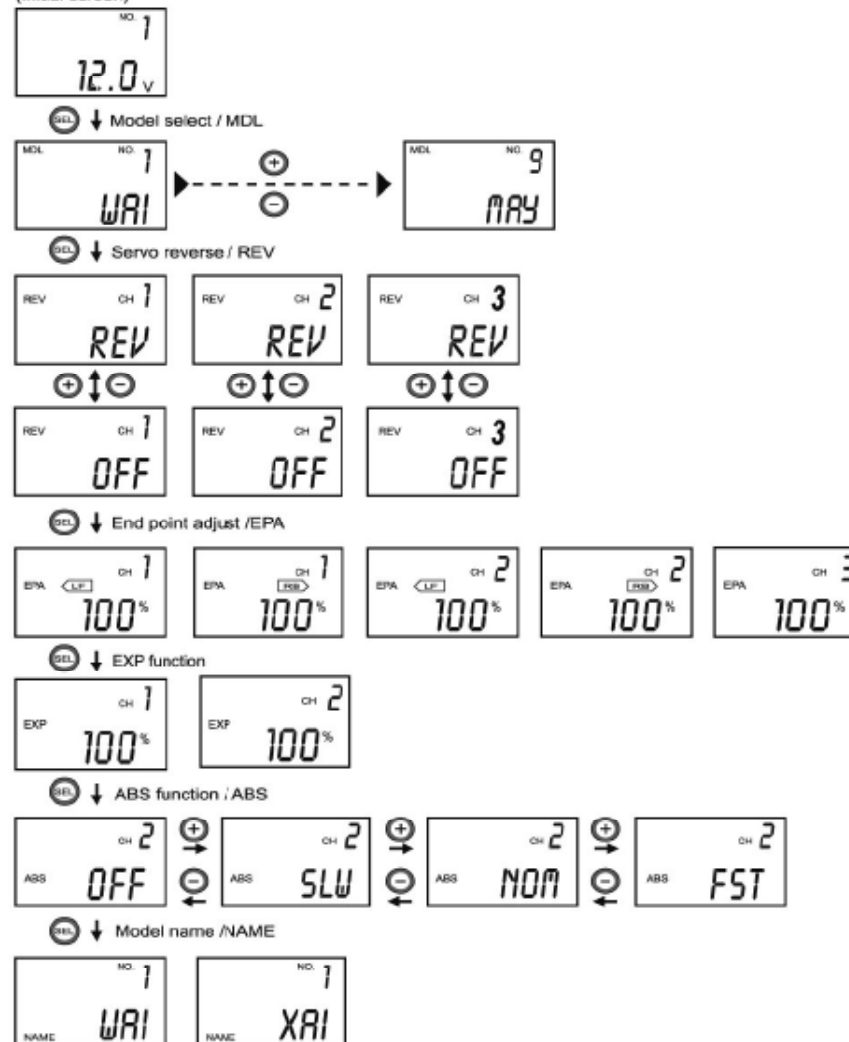 NO. 1
12.0 V
SEL Model select / MDL
MDL NO. 1
WAI
MDL NO. 9
MAY
SEL Servo reverse / REV
REV CH 1
REV
REV CH 2
REV
REV CH 3
REV
REV CH 1
OFF
REV CH 2
OFF
REV CH 3
OFF
SEL End point adjust /EPA
EPA LF CH 1
100%
EPA RB CH 1
100%
EPA LF CH 2
100%
EPA RB CH 2
100%
EPA CH 3
100%
SEL EXP function
EXP CH 1
100%
EXP CH 2
100%
SEL ABS function / ABS
CH 2
ABS OFF
CH 2
ABS SLW
CH 2
ABS NOM
CH 2
ABS FST
SEL Model name /NAME
NO. 1
NAME WAI
NO. 1
NAME XAI